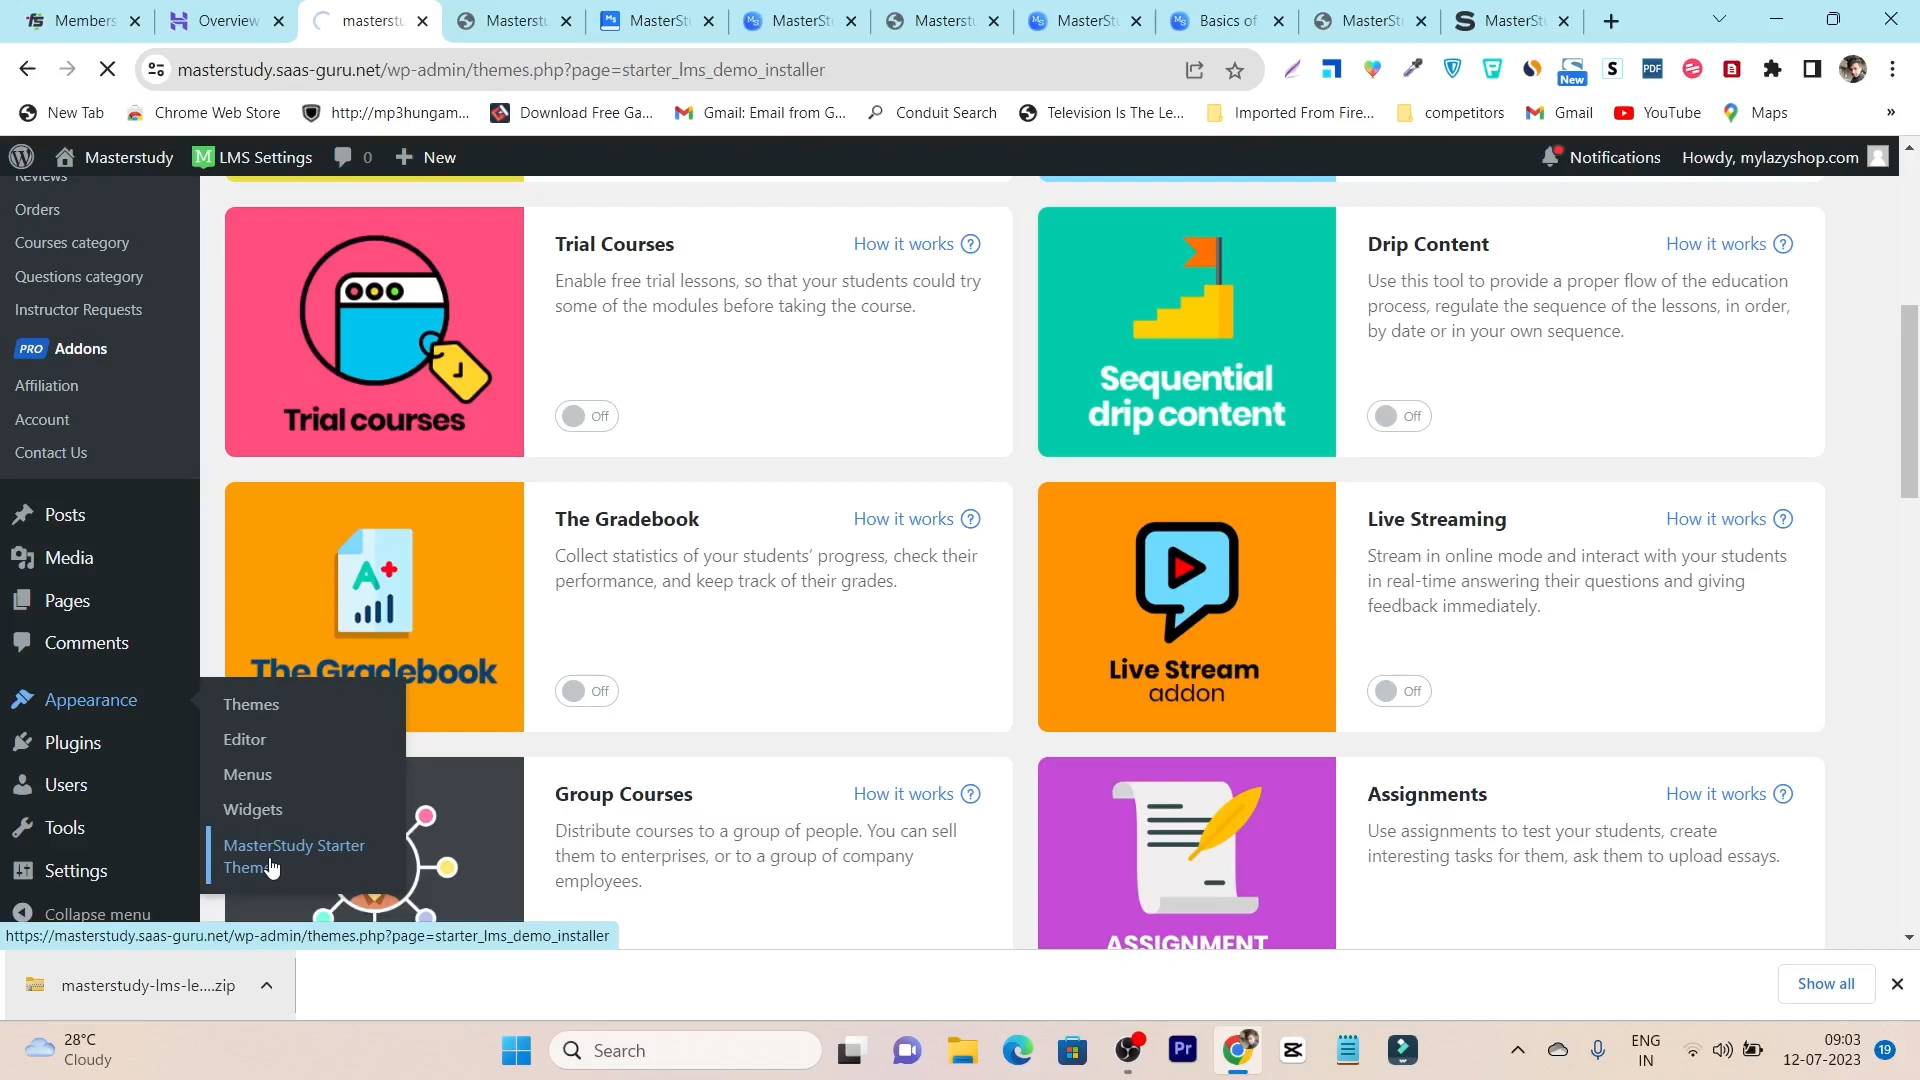 Members
Overview
masterstu
Masterstu
MasterStu
MasterStu
Masterstu
MasterStu
Basics of
MasterStu
MasterStu
masterstudy.saas-guru.net/wp-admin/themes.php?page=starter_lms_demo_installer
New
New Tab
Chrome Web Store
http://mp3hungam...
Download Free Ga...
Gmail: Email from G...
Conduit Search
Television Is The Le...
Imported From Fire...
competitors
Gmail
YouTube
Maps
»
Masterstudy
LMS Settings
0
New
Notifications
Howdy, mylazyshop.com
Reviews
Orders
Courses category
Questions category
Instructor Requests
PRO Addons
Affiliation
Account
Contact Us
Posts
Media
Pages
Comments
Appearance
Plugins
Users
Tools
Settings
Collapse menu
Themes
Editor
Menus
Widgets
MasterStudy Starter
Theme
Trial courses
Trial Courses
How it works ?
Enable free trial lessons, so that your students could try
some of the modules before taking the course.
Off
Sequential
drip content
Drip Content
How it works ?
Use this tool to provide a proper flow of the education
process, regulate the sequence of the lessons, in order,
by date or in your own sequence.
Off
A+
The Gradebook
The Gradebook
How it works ?
Collect statistics of your students' progress, check their
performance, and keep track of their grades.
Off
Live Stream
addon
Live Streaming
How it works ?
Stream in online mode and interact with your students
in real-time answering their questions and giving
feedback immediately.
Off
Group Courses
How it works ?
Distribute courses to a group of people. You can sell
them to enterprises, or to a group of company
employees.
ASSIGNMENT
Assignments
How it works ?
Use assignments to test your students, create
interesting tasks for them, ask them to upload essays.
https://masterstudy.saas-guru.net/wp-admin/themes.php?page=starter_lms_demo_installer
masterstudy-lms-le....zip
Show all
28°C
Cloudy
Search
Pr
ENG
IN
09:03
12-07-2023
19